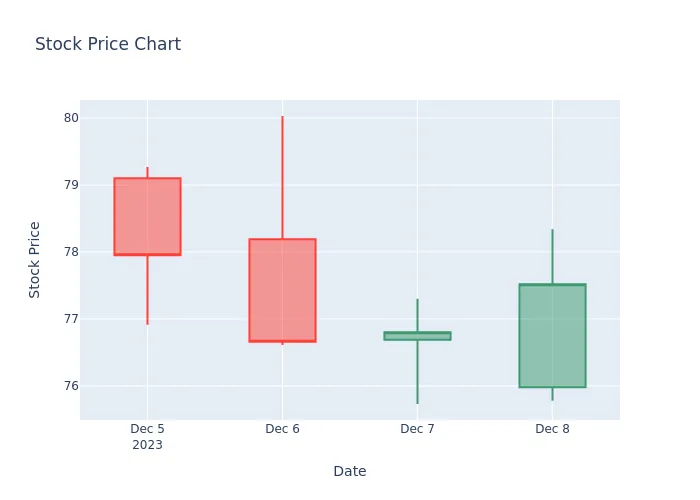 Stock Price Chart
80
79
78
77
76
Stock Price
Dec 5
2023
Dec 6
Dec 7
Dec 8
Date